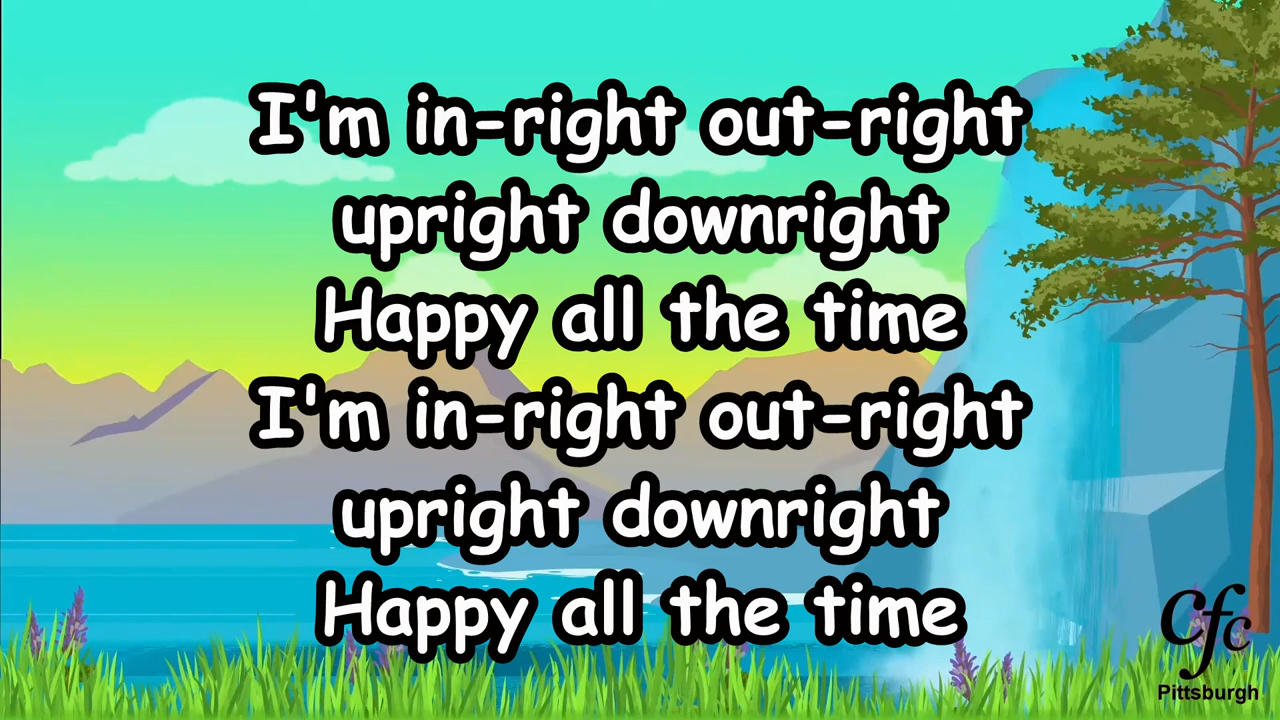 I'm in-right out-right
upright downright
Happy all the time
I'm in-right out-right
upright downright
Happy all the time
cfc
Pittsburgh